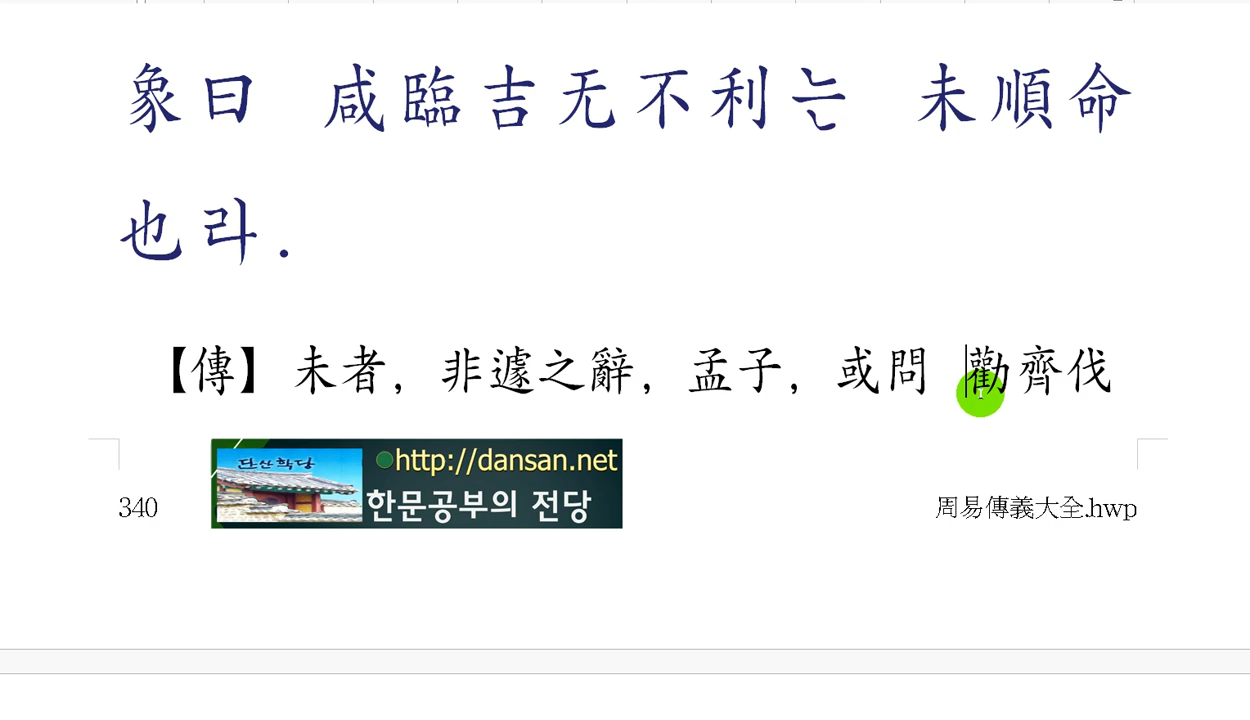 象曰 咸臨吉无不利는 未順命
也라.
【傳】未者, 非遽之辭, 孟子, 或問 勸齊伐
단산학당
http://dansan.net
한문공부의 전당
340
周易傳義大全.hwp